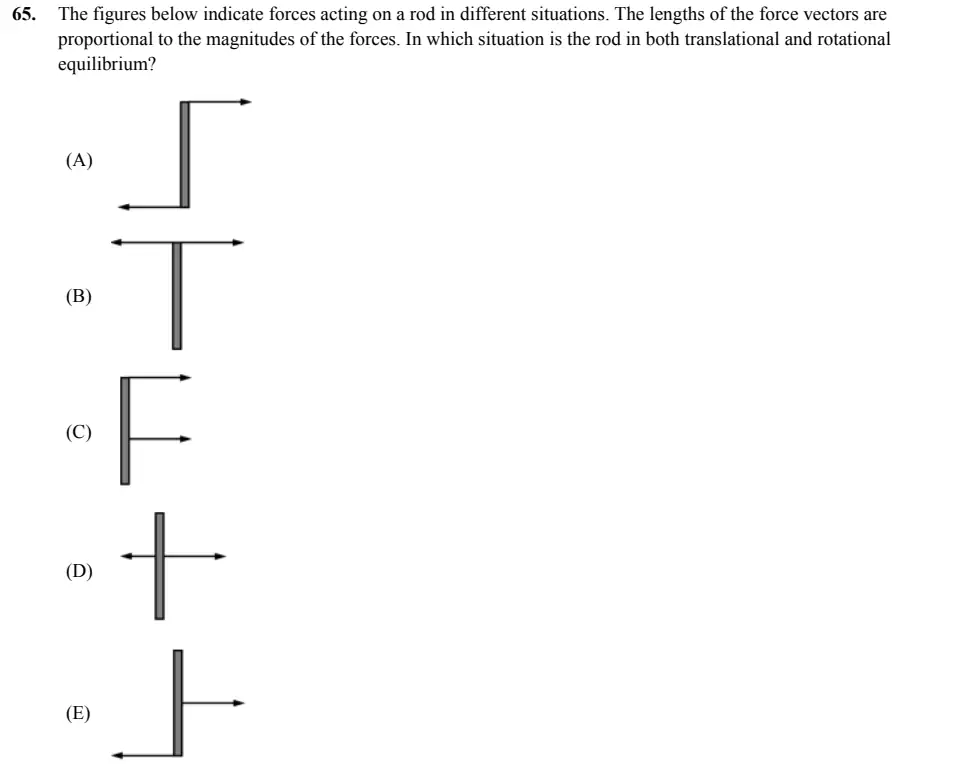 65. The figures below indicate forces acting on a rod in different situations. The lengths of the force vectors are
proportional to the magnitudes of the forces. In which situation is the rod in both translational and rotational
equilibrium?
(A)
(B)
(C)
(D)
(E)